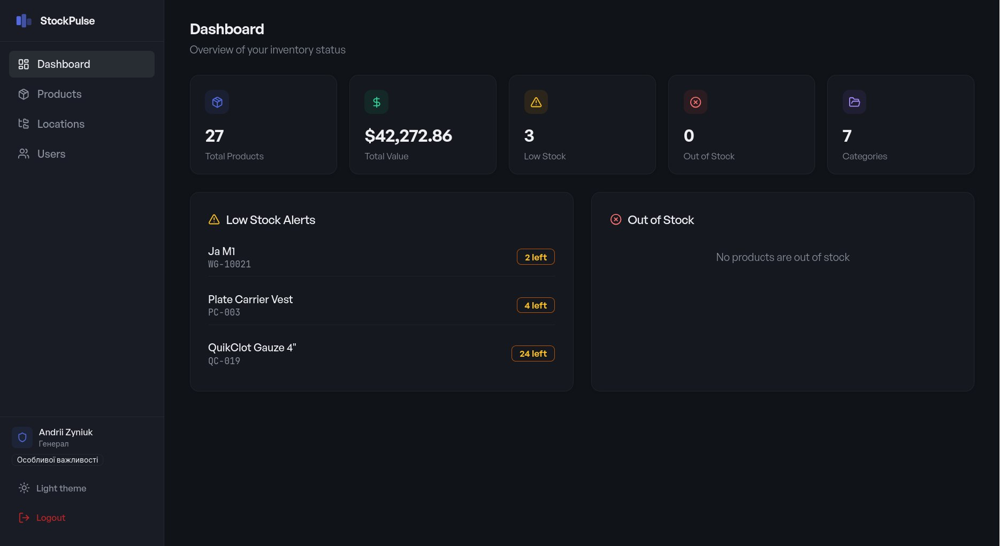 StockPulse
Dashboard
Products
Locations
Users
Andrii Zyniuk
Генерал
Особливої важливості
Light theme
Logout
Dashboard
Overview of your inventory status
27
Total Products
$42,272.86
Total Value
3
Low Stock
0
Out of Stock
7
Categories
Low Stock Alerts
Ja M1
WG-10021
2 left
Plate Carrier Vest
PC-003
4 left
QuikClot Gauze 4"
QC-019
24 left
Out of Stock
No products are out of stock